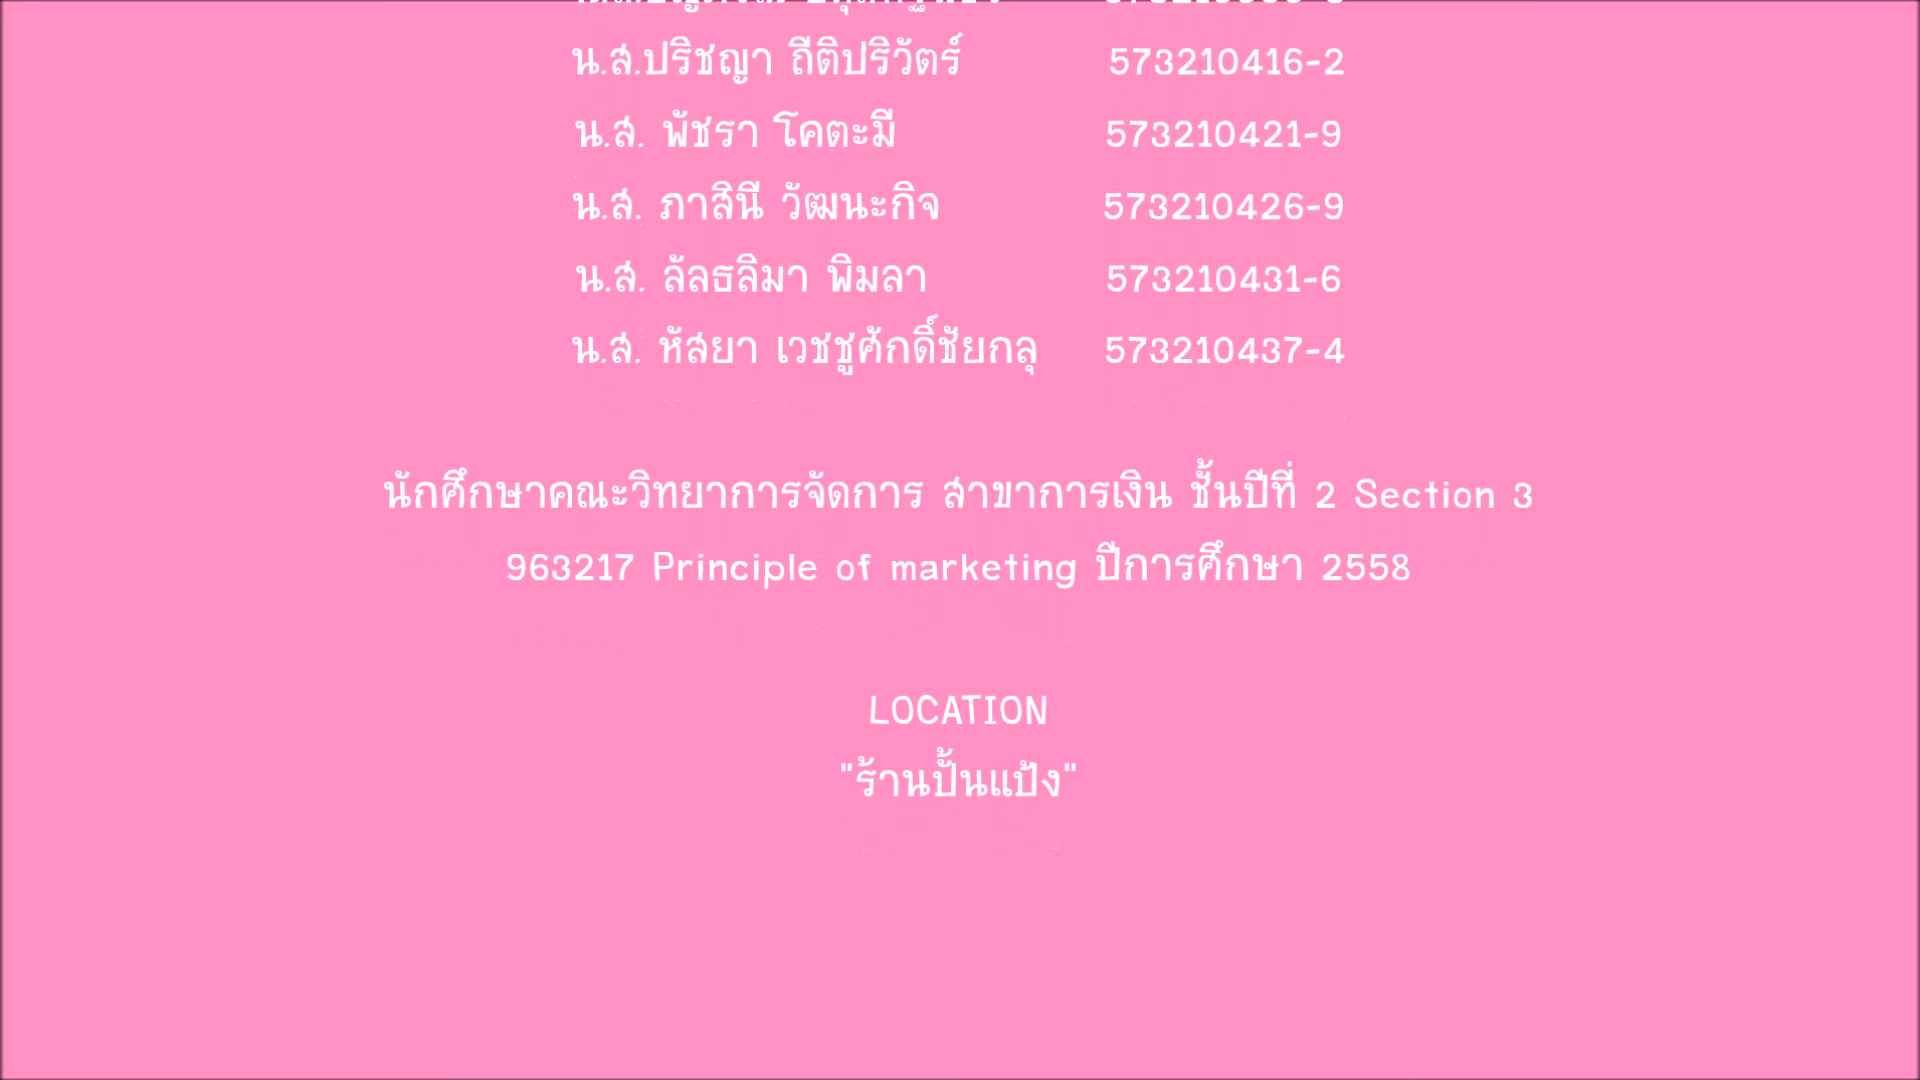 น.ส.ปริชญา ถีติปริวัตร์ 573210416-2
น.ส. พัชรา โคตะมี 573210421-9
น.ส. ภาสินี วัฒนะกิจ 573210426-9
น.ส. ลัลธลิมา พิมลา 573210431-6
น.ส. หัสยา เวชชูศักดิ์ชัยกลุ 573210437-4
นักศึกษาคณะวิทยาการจัดการ สาขาการเงิน ชั้นปีที่ 2 Section 3
963217 Principle of marketing ปีการศึกษา 2558
LOCATION
"ร้านปั้นแป้ง"